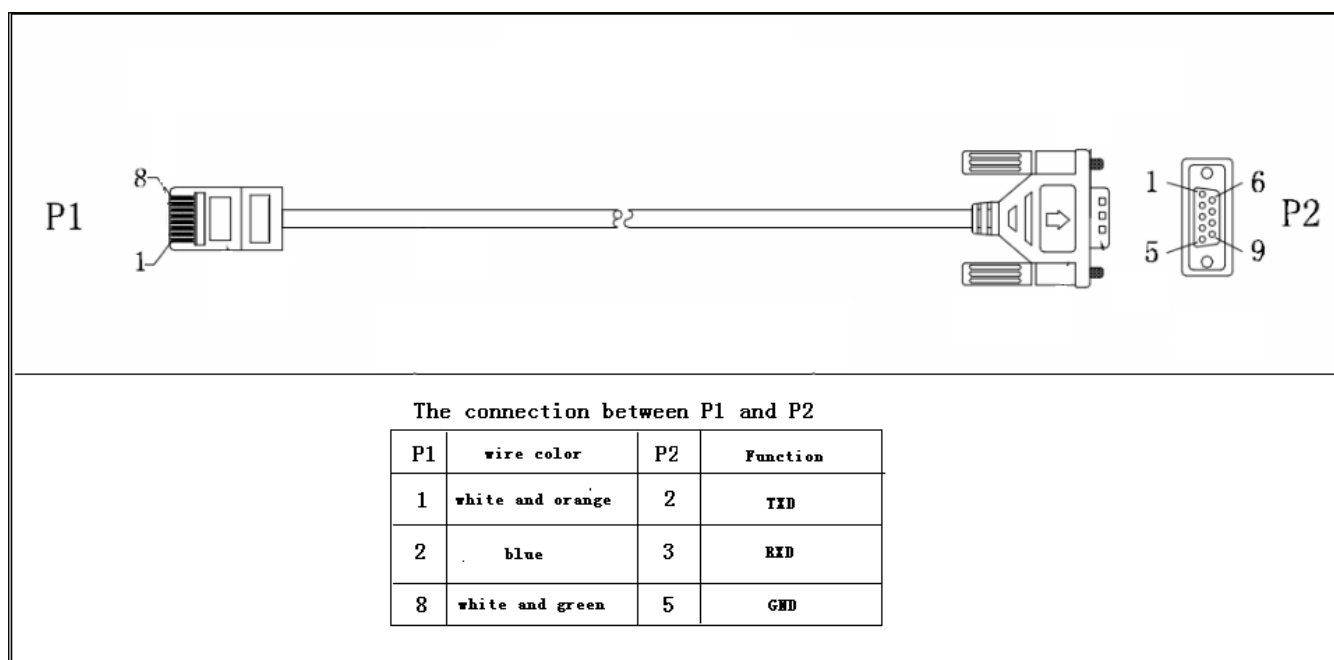 P1
8
1
1
6
5
9
P2
The connection between P1 and P2
P1 wire color P2 Function
1 white and orange 2 TXD
2 blue 3 RXD
8 white and green 5 GND